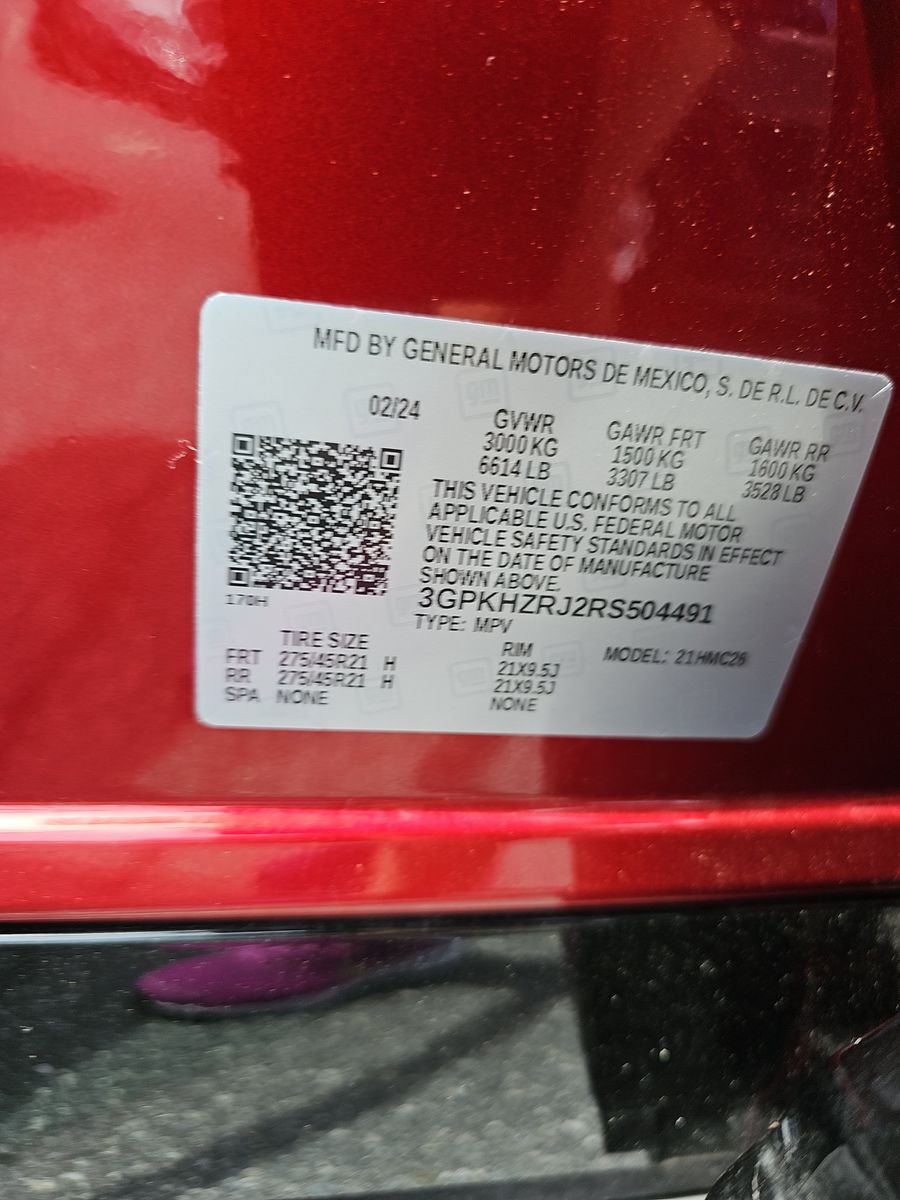 MFD BY GENERAL MOTORS DE MEXICO, S. DE R.L. DE C.V.
02/24
GVWR GAWR FRT GAWR RR
3000 KG 1500 KG 1600 KG
6614 LB 3307 LB 3528 LB
THIS VEHICLE CONFORMS TO ALL
APPLICABLE U.S. FEDERAL MOTOR
VEHICLE SAFETY STANDARDS IN EFFECT
ON THE DATE OF MANUFACTURE
SHOWN ABOVE.
3GPKHZRJ2RS504491
170H
TYPE: MPV
TIRE SIZE RIM MODEL: 21HMC26
FRT 275/45R21 H 21X9.5J
RR 275/45R21 H 21X9.5J
SPA NONE NONE